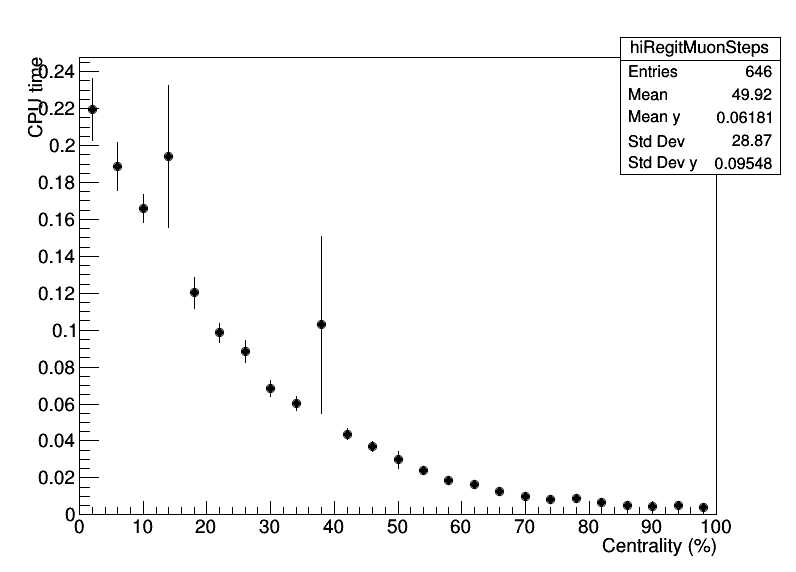 hiRegitMuonSteps
Entries 646
Mean 49.92
Mean y 0.06181
Std Dev 28.87
Std Dev y 0.09548
CPU time
0.24
0.22
0.2
0.18
0.16
0.14
0.12
0.1
0.08
0.06
0.04
0.02
0
0 10 20 30 40 50 60 70 80 90 100
Centrality (%)